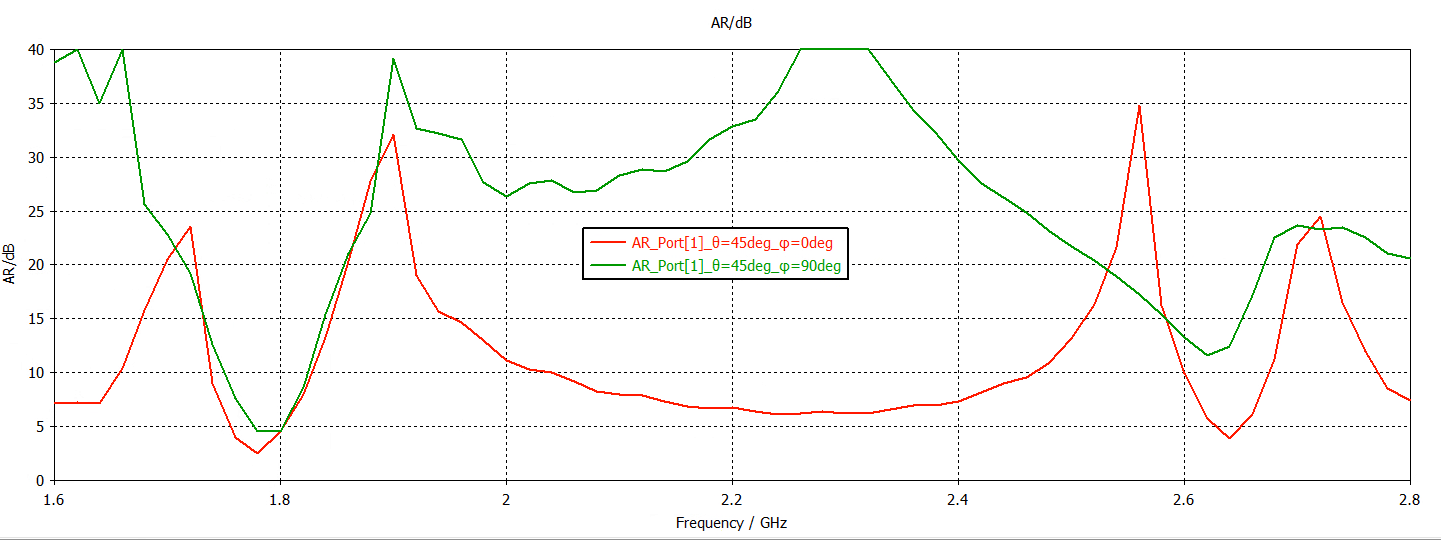 AR/dB
40
35
30
25
20
15
10
5
0
AR/dB
AR_Port[1]_θ=45deg_φ=0deg
AR_Port[1]_θ=45deg_φ=90deg
1.6 1.8 2 2.2 2.4 2.6 2.8
Frequency / GHz